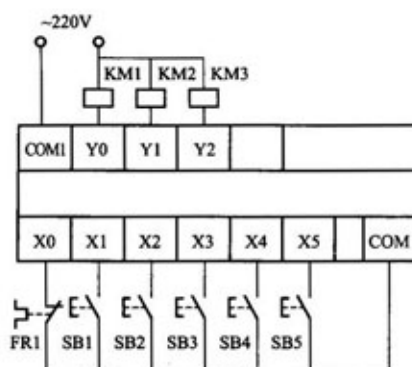 ~220V
KM1 KM2 KM3
COM1 Y0 Y1 Y2
X0 X1 X2 X3 X4 X5 COM
FR1 SB1 SB2 SB3 SB4 SB5